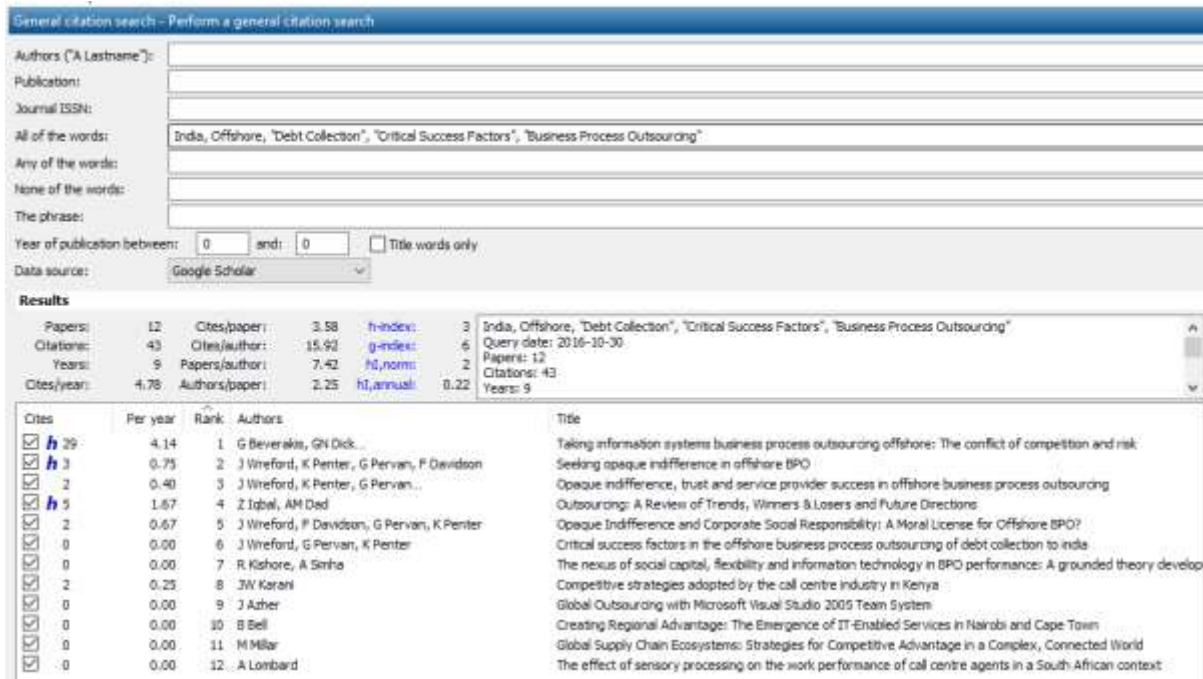 General citation search - Perform a general citation search
Authors ("A Lastname"):
Publication:
Journal ISSN:
All of the words: India, Offshore, "Debt Collection", "Critical Success Factors", "Business Process Outsourcing"
Any of the words:
None of the words:
The phrase:
Year of publication between: 0 and: 0 Title words only
Data source: Google Scholar
Results
Papers: 12 Cites/paper: 3.58 h-index: 3
Citations: 43 Cites/author: 15.92 g-index: 6
Years: 9 Papers/author: 7.42 hI,norm: 2
Cites/year: 4.78 Authors/paper: 2.25 hI,annual: 0.22
India, Offshore, "Debt Collection", "Critical Success Factors", "Business Process Outsourcing"
Query date: 2016-10-30
Papers: 12
Citations: 43
Years: 9
Cites Per year Rank Authors Title
h 29 4.14 1 G Beverakis, GN Dick... Taking information systems business process outsourcing offshore: The conflict of competition and risk
h 3 0.75 2 J Wreford, K Penter, G Pervan, F Davidson Seeking opaque indifference in offshore BPO
2 0.40 3 J Wreford, K Penter, G Pervan... Opaque indifference, trust and service provider success in offshore business process outsourcing
h 5 1.67 4 Z Iqbal, AM Dad Outsourcing: A Review of Trends, Winners & Losers and Future Directions
2 0.67 5 J Wreford, F Davidson, G Pervan, K Penter Opaque Indifference and Corporate Social Responsibility: A Moral License for Offshore BPO?
0 0.00 6 J Wreford, G Pervan, K Penter Critical success factors in the offshore business process outsourcing of debt collection to india
0 0.00 7 R Kishore, A Sinha The nexus of social capital, flexibility and information technology in BPO performance: A grounded theory develop
2 0.25 8 JW Karani Competitive strategies adopted by the call centre industry in Kenya
0 0.00 9 J Azher Global Outsourcing with Microsoft Visual Studio 2005 Team System
0 0.00 10 B Bell Creating Regional Advantage: The Emergence of IT-Enabled Services in Nairobi and Cape Town
0 0.00 11 M Millar Global Supply Chain Ecosystems: Strategies for Competitive Advantage in a Complex, Connected World
0 0.00 12 A Lombard The effect of sensory processing on the work performance of call centre agents in a South African context